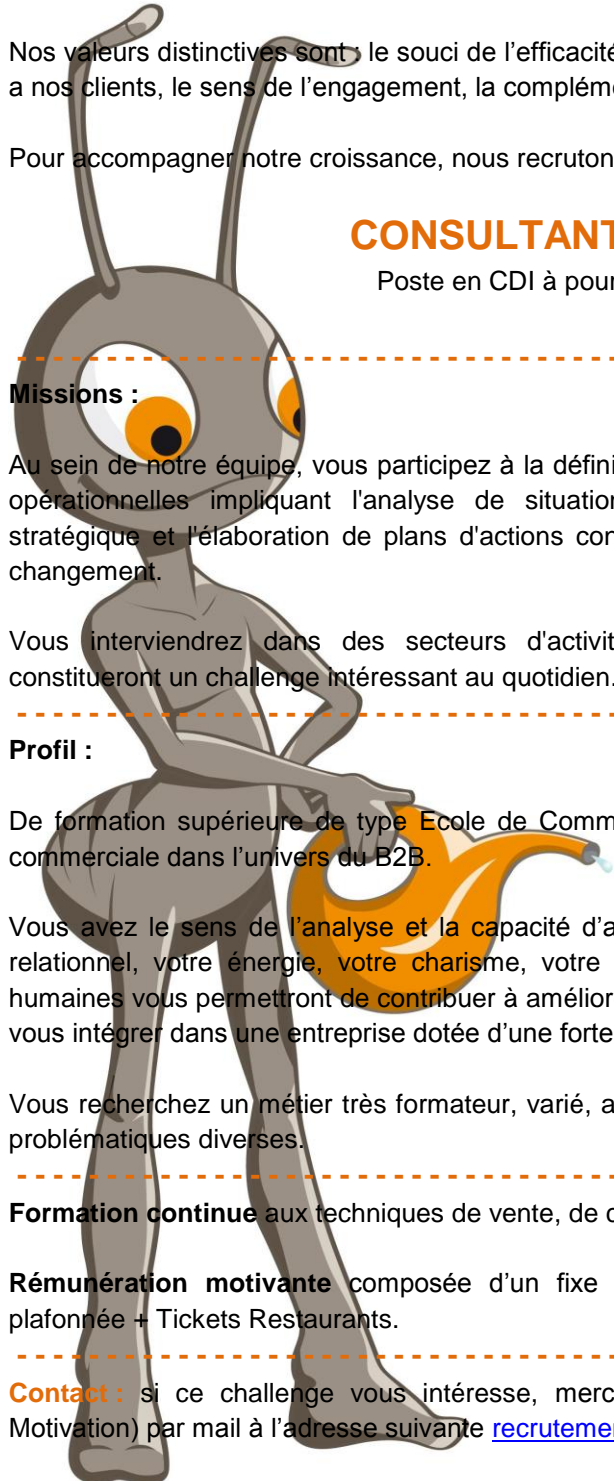 Nos valeurs distinctives sont : le souci de l’efficacité
a nos clients, le sens de l’engagement, la complém
Pour accompagner notre croissance, nous recruton
CONSULTANT
Poste en CDI à pour
Missions :
Au sein de notre équipe, vous participez à la défini
opérationnelles impliquant l'analyse de situation
stratégique et l'élaboration de plans d'actions con
changement.
Vous interviendrez dans des secteurs d'activit
constitueront un challenge intéressant au quotidien.
Profil :
De formation supérieure de type Ecole de Comm
commerciale dans l’univers du B2B.
Vous avez le sens de l’analyse et la capacité d’a
relationnel, votre énergie, votre charisme, votre
humaines vous permettront de contribuer à amélior
vous intégrer dans une entreprise dotée d’une forte
Vous recherchez un métier très formateur, varié, a
problématiques diverses.
Formation continue aux techniques de vente, de c
Rémunération motivante composée d’un fixe
plafonnée + Tickets Restaurants.
Contact : si ce challenge vous intéresse, merc
Motivation) par mail à l’adresse suivante recrutemen